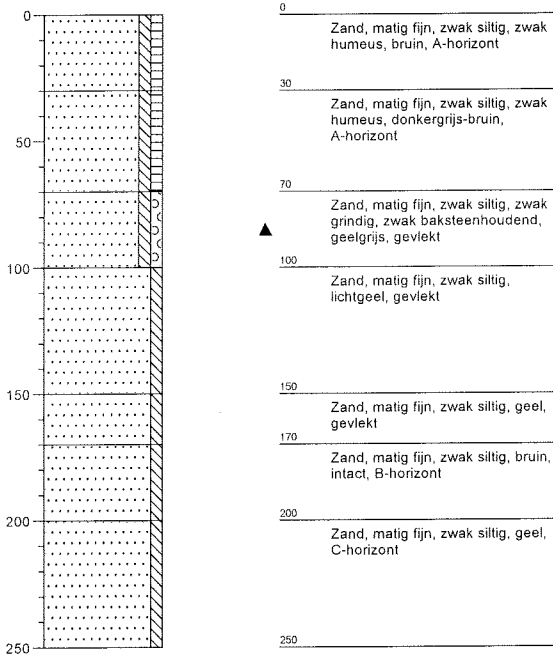 0
0
Zand, matig fijn, zwak siltig, zwak
humeus, bruin, A-horizont
30
Zand, matig fijn, zwak siltig, zwak
humeus, donkergrijs-bruin,
A-horizont
50
70
Zand, matig fijn, zwak siltig, zwak
grindig, zwak baksteenhoudend,
geelgrijs, gevlekt
100
100
Zand, matig fijn, zwak siltig,
lichtgeel, gevlekt
150
150
Zand, matig fijn, zwak siltig, geel,
gevlekt
170
Zand, matig fijn, zwak siltig, bruin,
intact, B-horizont
200
200
Zand, matig fijn, zwak siltig, geel,
C-horizont
250
250